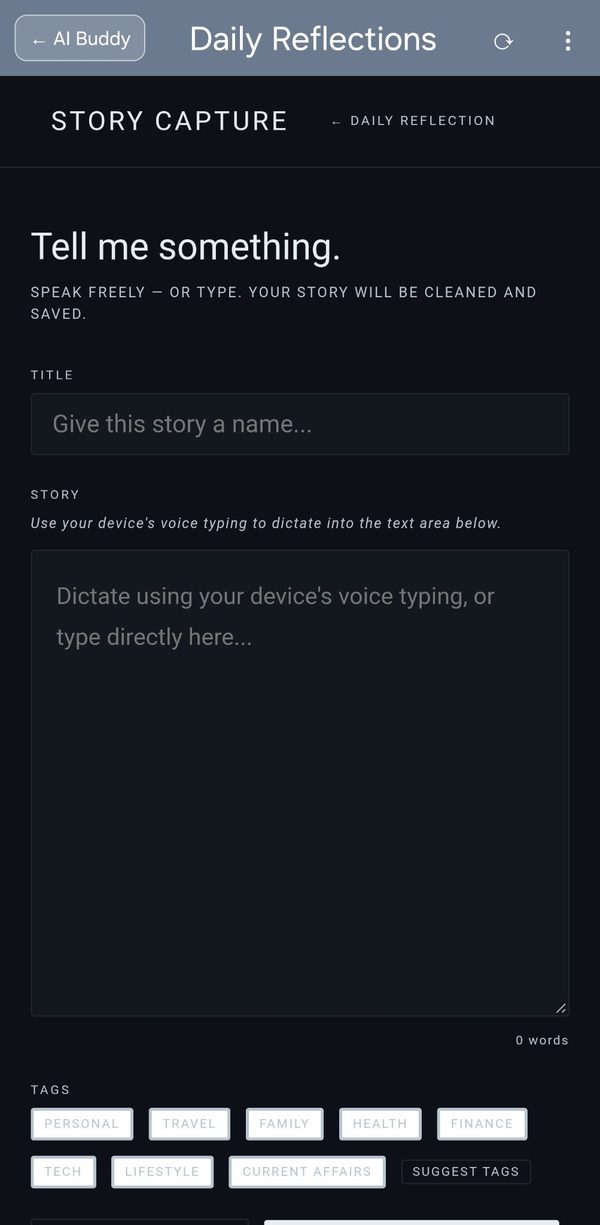 ← AI Buddy
Daily Reflections
STORY CAPTURE
← DAILY REFLECTION
Tell me something.
SPEAK FREELY — OR TYPE. YOUR STORY WILL BE CLEANED AND
SAVED.
TITLE
Give this story a name...
STORY
Use your device's voice typing to dictate into the text area below.
Dictate using your device's voice typing, or
type directly here...
0 words
TAGS
PERSONAL TRAVEL FAMILY HEALTH FINANCE
TECH LIFESTYLE CURRENT AFFAIRS SUGGEST TAGS